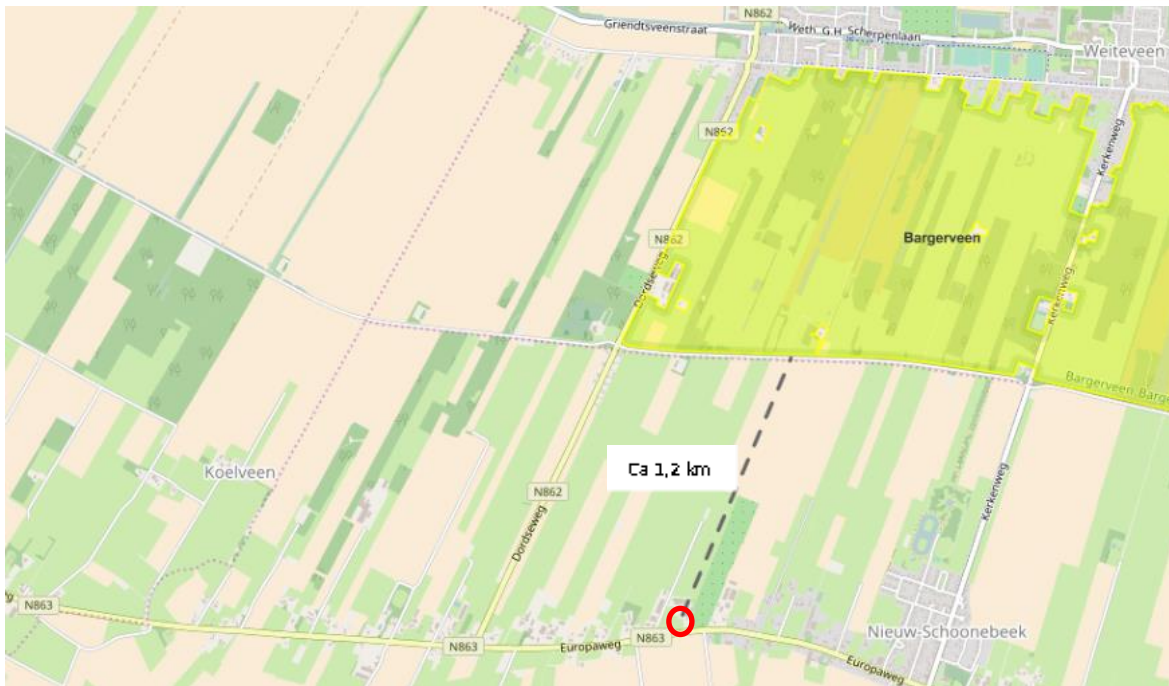 N862
Griendtsveenstraat
Weth. G.H. Scherpenlaan
Weiteveen
N862
Kerkenweg
N862
Bargerveen
Dordseweg
Kerkenweg
Bargerveen
Ca 1,2 km
Koelveen
N862
Kerkenweg
Dordseweg
N863
N863
Europaweg
N863
Nieuw-Schoonebeek
Europaweg